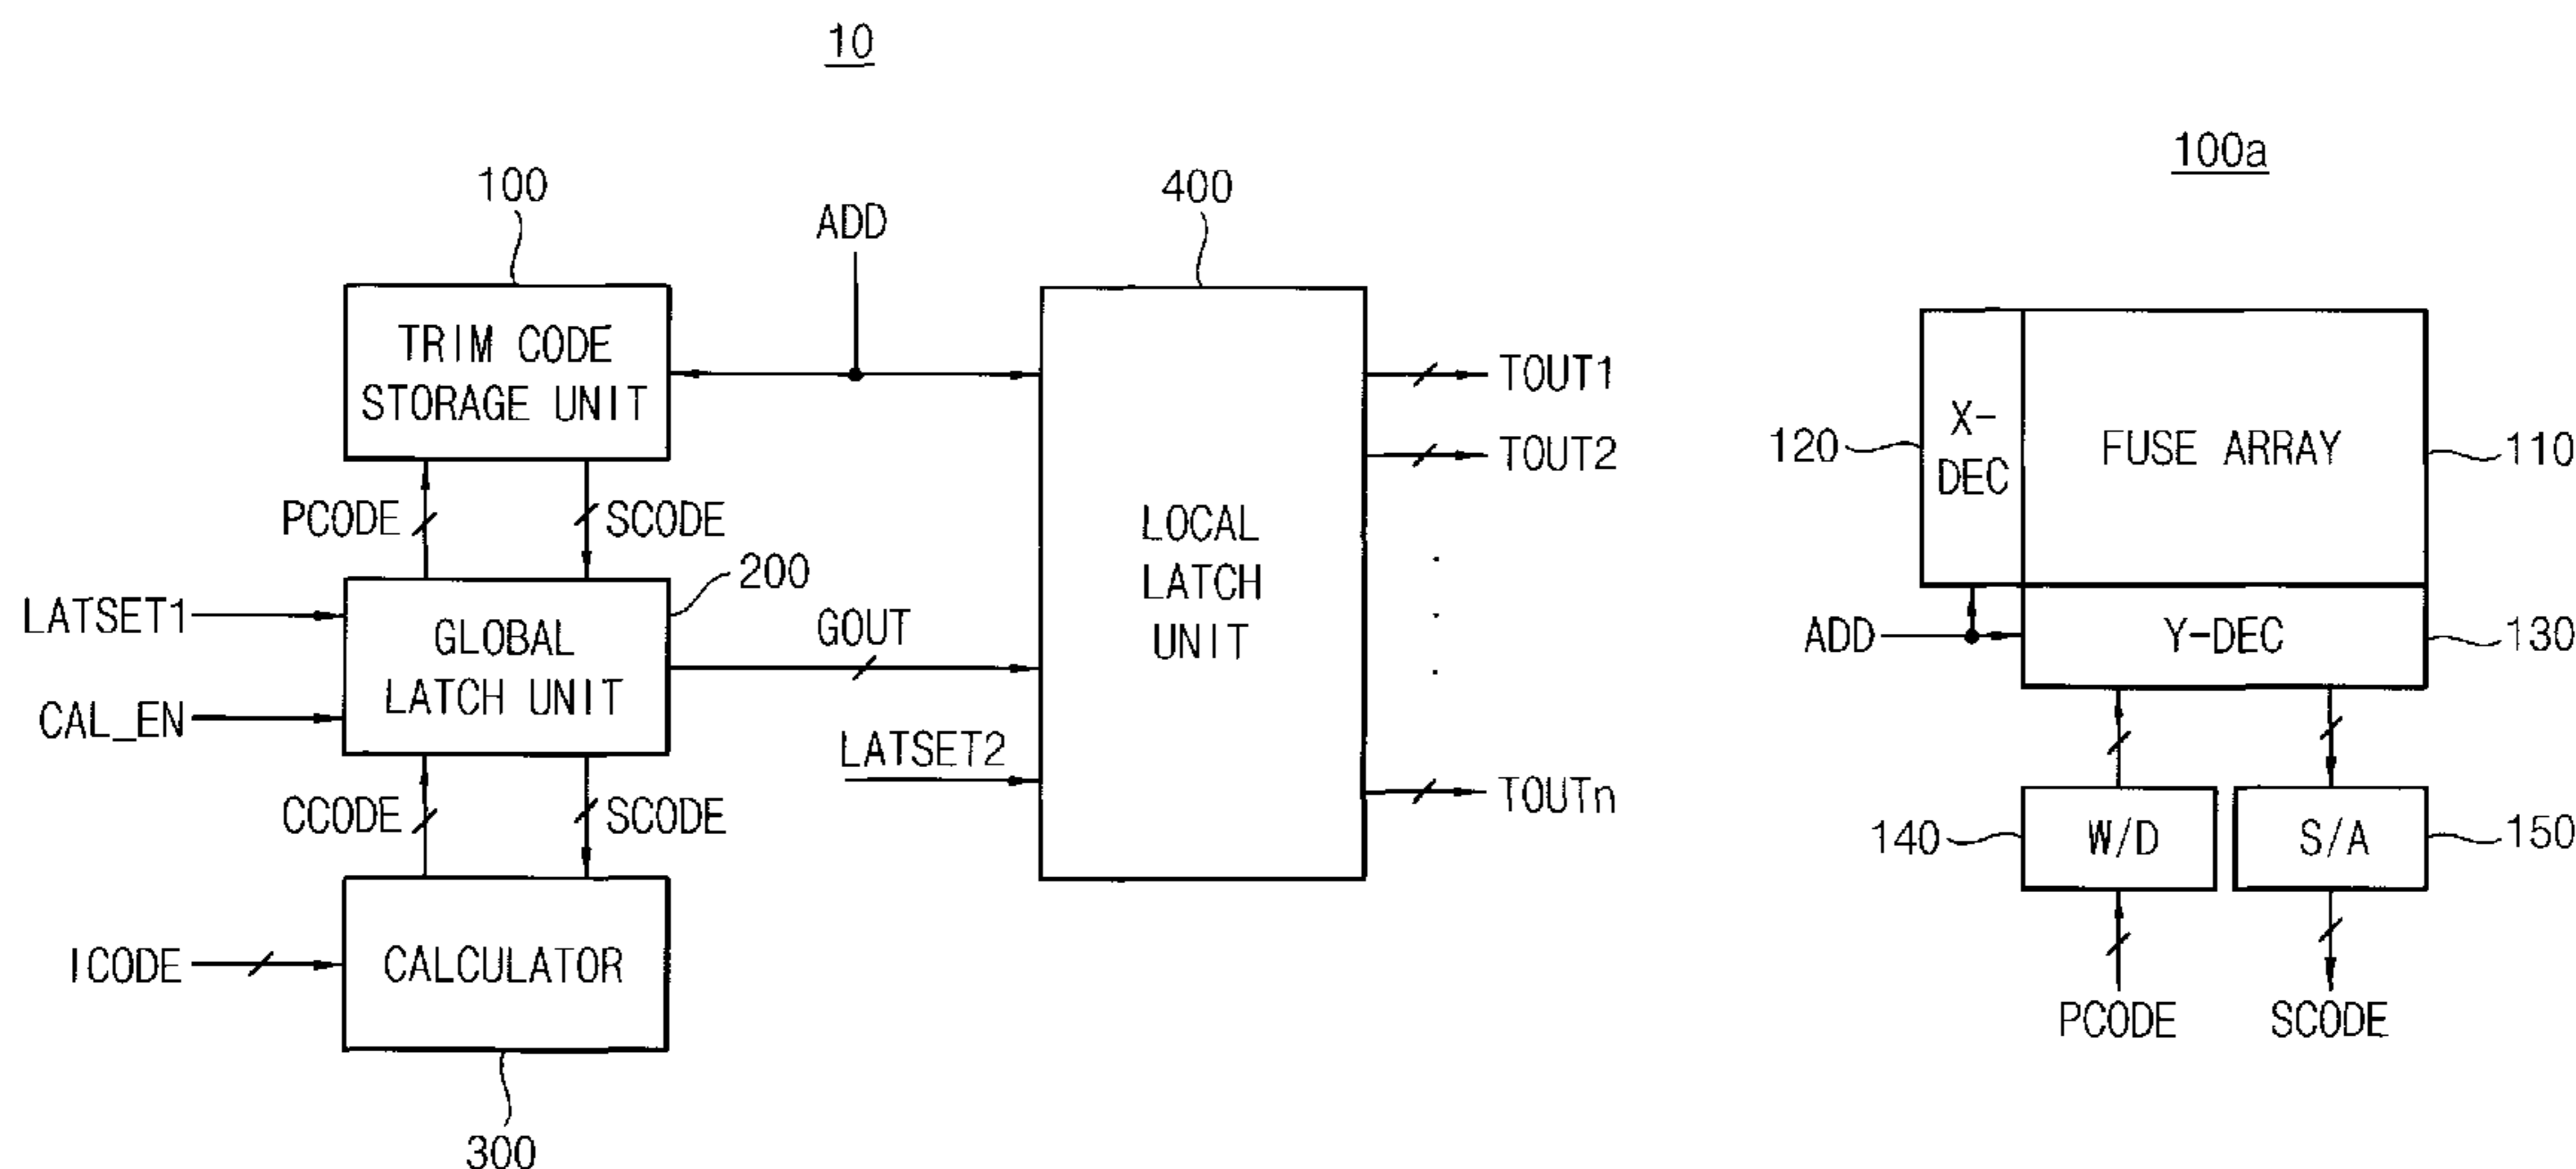 10
100
ADD
400
TRIM CODE
STORAGE UNIT
PCODE
SCODE
200
LATSET1
CAL_EN
GLOBAL
LATCH UNIT
GOUT
LATSET2
CCODE
SCODE
ICODE
CALCULATOR
300
LOCAL
LATCH
UNIT
TOUT1
TOUT2
TOUTn
100a
120
X-
DEC
FUSE ARRAY
110
ADD
Y-DEC
130
140
W/D
S/A
150
PCODE
SCODE